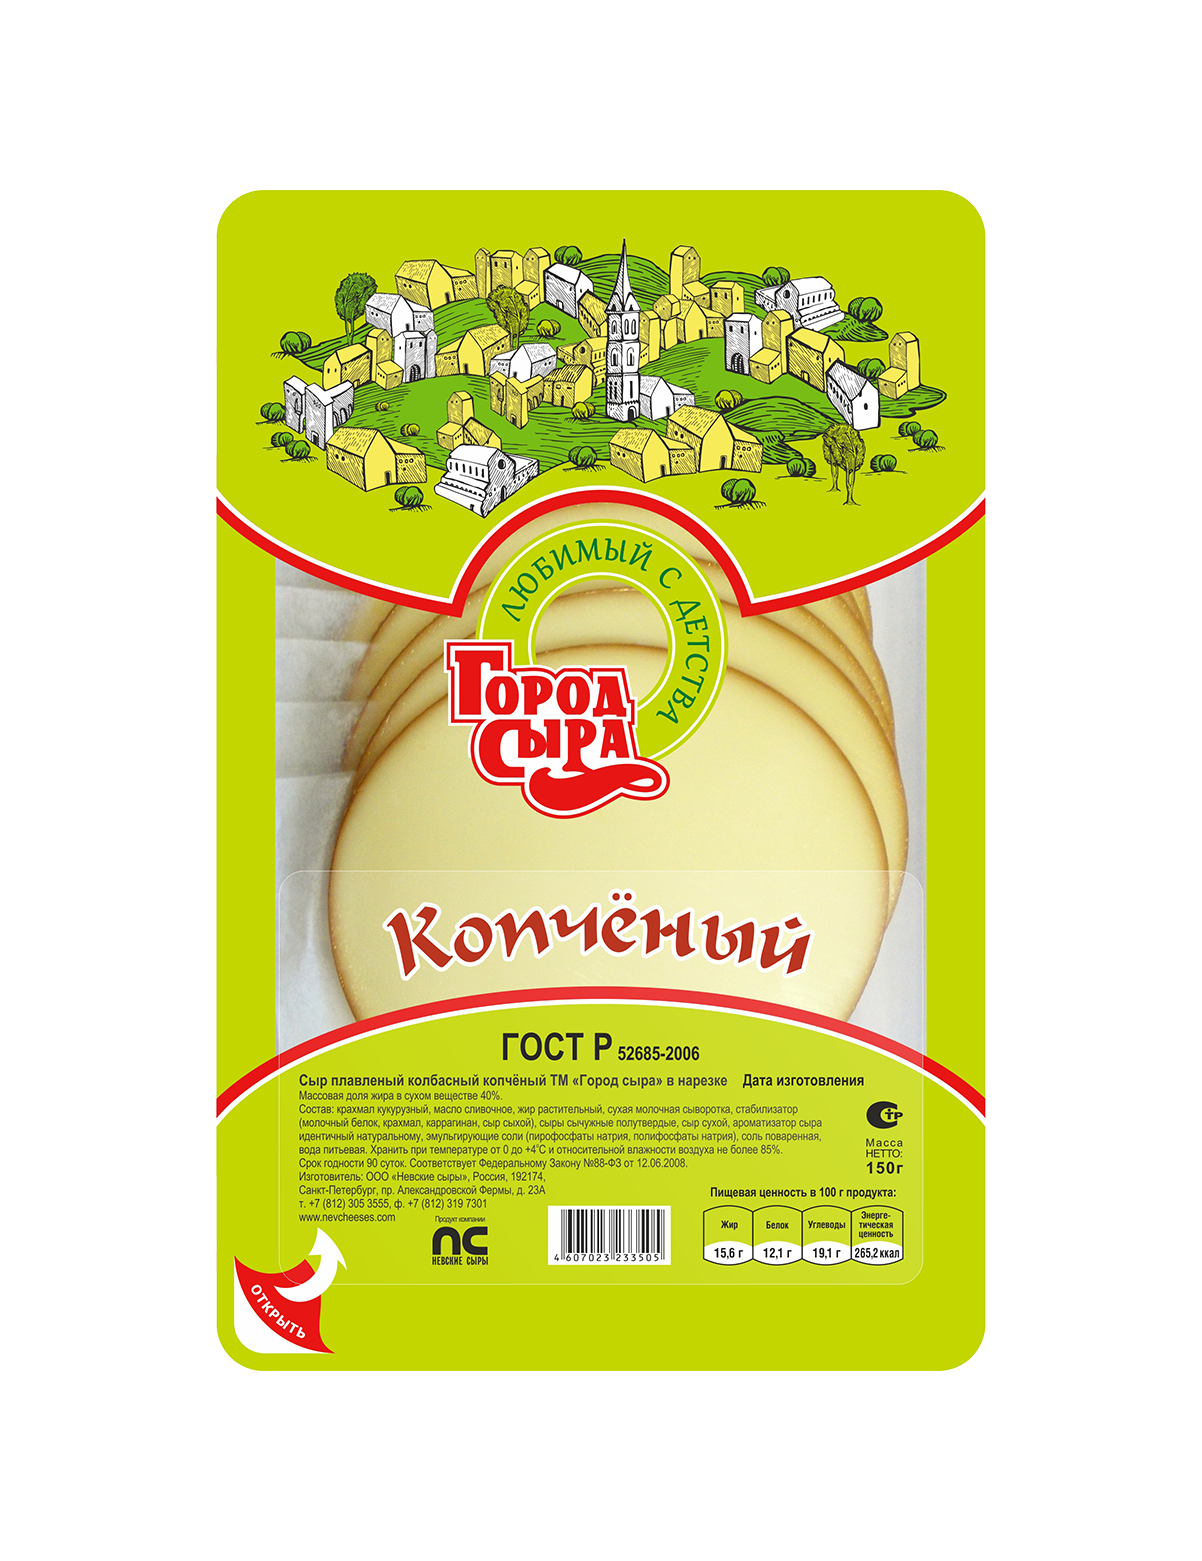 ЛЮБИМЫЙ С ДЕТСТВА
ГОРОД
СЫРА
Копчёный
ГОСТ Р 52685-2006
Сыр плавленый колбасный копчёный ТМ «Город сыра» в нарезке Дата изготовления
Массовая доля жира в сухом веществе 40%.
Состав: крахмал кукурузный, масло сливочное, жир растительный, сухая молочная сыворотка, стабилизатор
(молочный белок, крахмал, каррагинан, сыр сыхой), сыры сычужные полутвердые, сыр сухой, ароматизатор сыра
идентичный натуральному, эмульгирующие соли (пирофосфаты натрия, полифосфаты натрия), соль поваренная,
вода питьевая. Хранить при температуре от 0 до +4°С и относительной влажности воздуха не более 85%.
Срок годности 90 суток. Соответствует Федеральному Закону №88-ФЗ от 12.06.2008.
Изготовитель: ООО «Невские сыры», Россия, 192174,
Санкт-Петербург, пр. Александровской Фермы, д. 23А
т. +7 (812) 305 3555, ф. +7 (812) 319 7301
www.nevcheeses.com
Продукт компании
НС
НЕВСКИЕ СЫРЫ
4 607023 233505
СТР
Масса
НЕТТО:
150г
Пищевая ценность в 100 г продукта:
Жир Белок Углеводы Энерге-
тическая
ценность
15,6 г 12,1 г 19,1 г 265,2 ккал
ОТКРЫТЬ